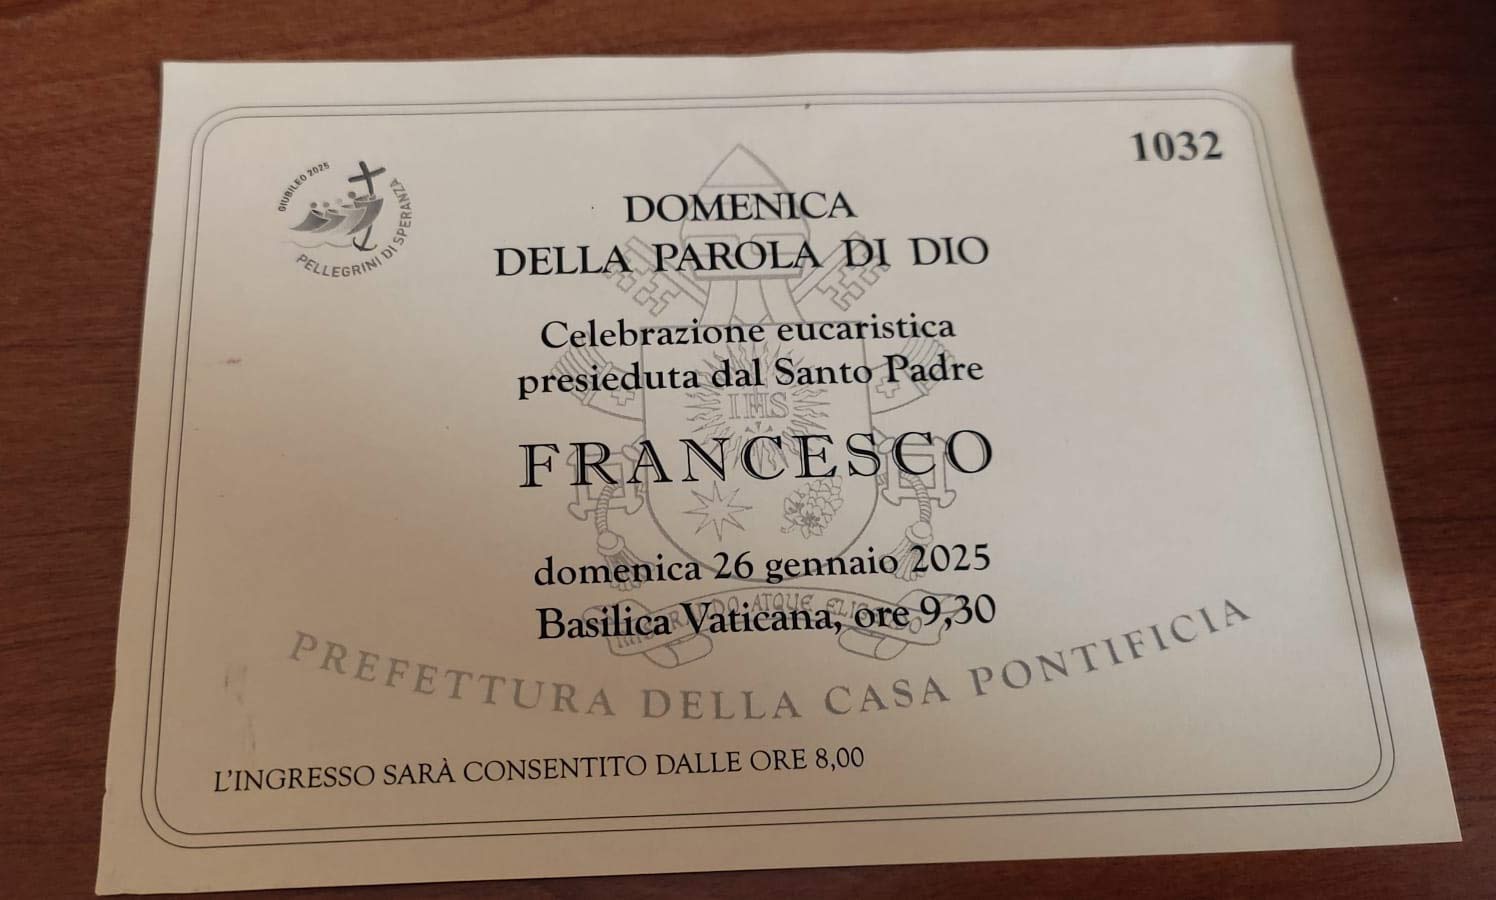 1032
GIUBILEO 2025
PELLEGRINI DI SPERANZA
DOMENICA
DELLA PAROLA DI DIO
Celebrazione eucaristica
presieduta dal Santo Padre
IHS
FRANCESCO
domenica 26 gennaio 2025
Basilica Vaticana, ore 9,30
ATQUE
PREFETTURA DELLA CASA PONTIFICIA
L'INGRESSO SARÀ CONSENTITO DALLE ORE 8,00